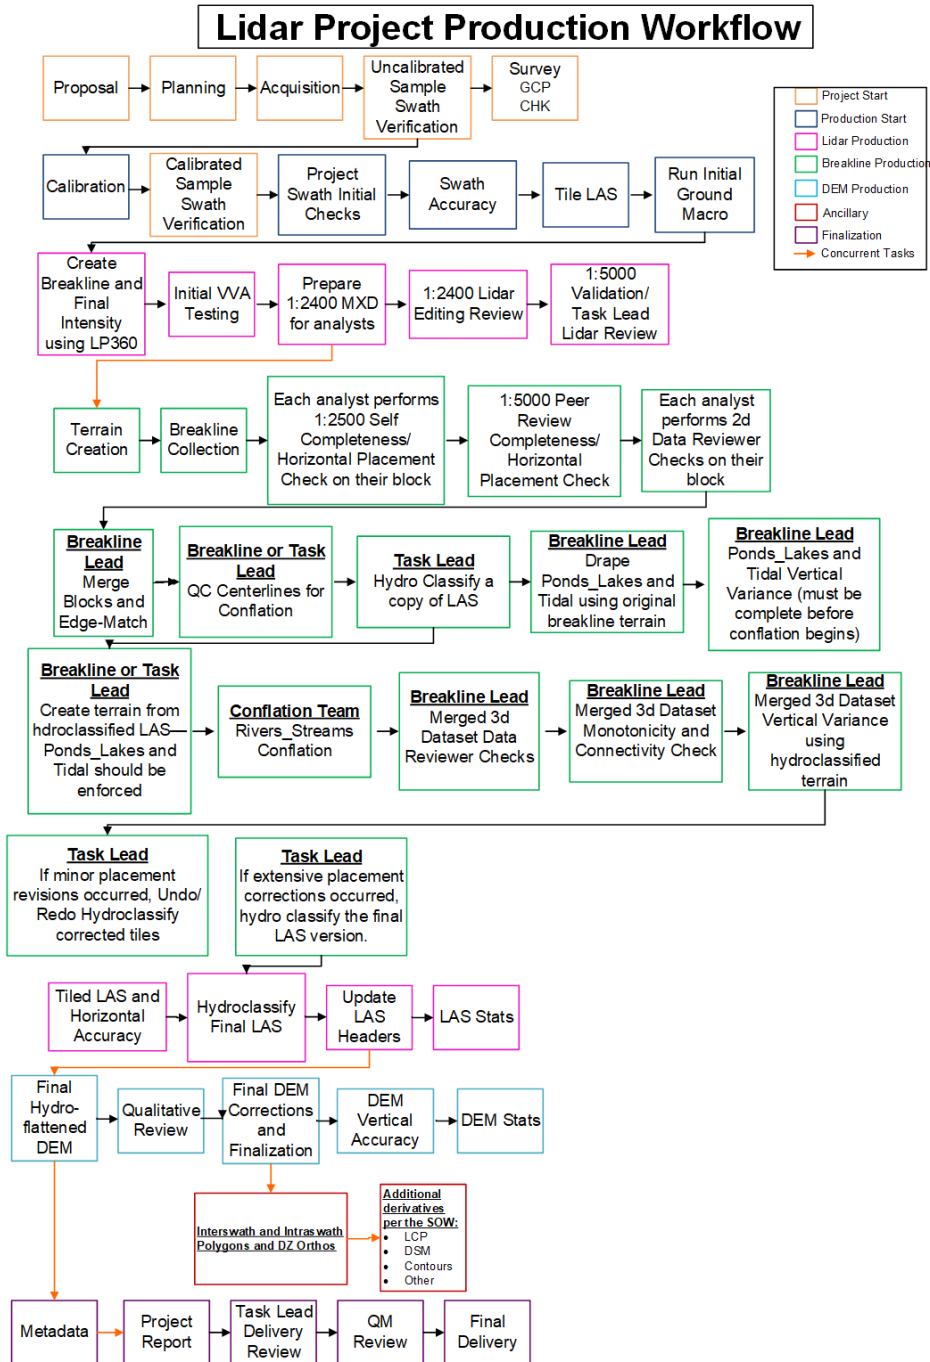 Lidar Project Production Workflow
Proposal
Planning
Acquisition
Uncalibrated
Sample
Swath
Verification
Survey
GCP
CHK
Project Start
Production Start
Lidar Production
Breakline Production
DEM Production
Ancillary
Finalization
Concurrent Tasks
Calibration
Calibrated
Sample
Swath
Verification
Project
Swath Initial
Checks
Swath
Accuracy
Tile LAS
Run Initial
Ground
Macro
Create
Breakline and
Final
Intensity
using LP360
Initial VVA
Testing
Prepare
1:2400 MXD
for analysts
1:2400 Lidar
Editing Review
1:5000
Validation/
Task Lead
Lidar Review
Terrain
Creation
Breakline
Collection
Each analyst performs
1:2500 Self
Completeness/
Horizontal Placement
Check on their block
1:5000 Peer
Review
Completeness/
Horizontal
Placement Check
Each analyst
performs 2d
Data Reviewer
Checks on their
block
Breakline
Lead
Merge
Blocks and
Edge-Match
Breakline or Task
Lead
QC Centerlines for
Conflation
Task Lead
Hydro Classify a
copy of LAS
Breakline Lead
Drape
Ponds_Lakes and
Tidal using original
breakline terrain
Breakline Lead
Ponds_Lakes and
Tidal Vertical
Variance (must be
complete before
conflation begins)
Breakline or Task
Lead
Create terrain from
hdroclassified LAS—
Ponds_Lakes and
Tidal should be
enforced
Conflation Team
Rivers_Streams
Conflation
Breakline Lead
Merged 3d
Dataset Data
Reviewer Checks
Breakline Lead
Merged 3d Dataset
Monotonicity and
Connectivity Check
Breakline Lead
Merged 3d Dataset
Vertical Variance
using
hydroclassified
terrain
Task Lead
If minor placement
revisions occurred, Undo/
Redo Hydroclassify
corrected tiles
Task Lead
If extensive placement
corrections occurred,
hydro classify the final
LAS version.
Tiled LAS and
Horizontal
Accuracy
Hydroclassify
Final LAS
Update
LAS
Headers
LAS Stats
Final
Hydro-
flattened
DEM
Qualitative
Review
Final DEM
Corrections
and
Finalization
DEM
Vertical
Accuracy
DEM Stats
Interswath and Intraswath
Polygons and DZ Orthos
Additional
derivatives
per the SOW:
• LCP
• DSM
• Contours
• Other
Metadata
Project
Report
Task Lead
Delivery
Review
QM
Review
Final
Delivery